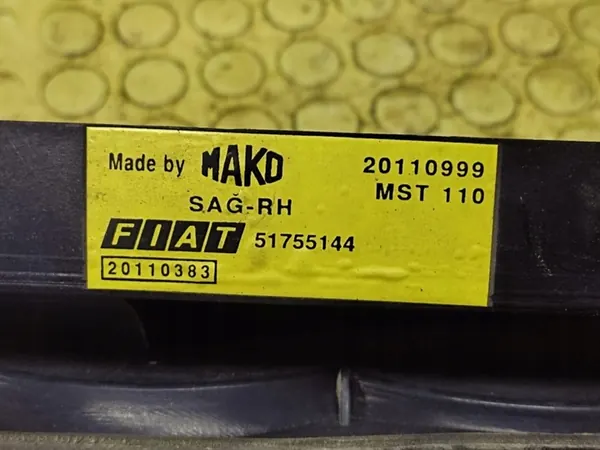 Made by MAKO 20110999
SAĞ-RH MST 110
FIAT 51755144
20110383